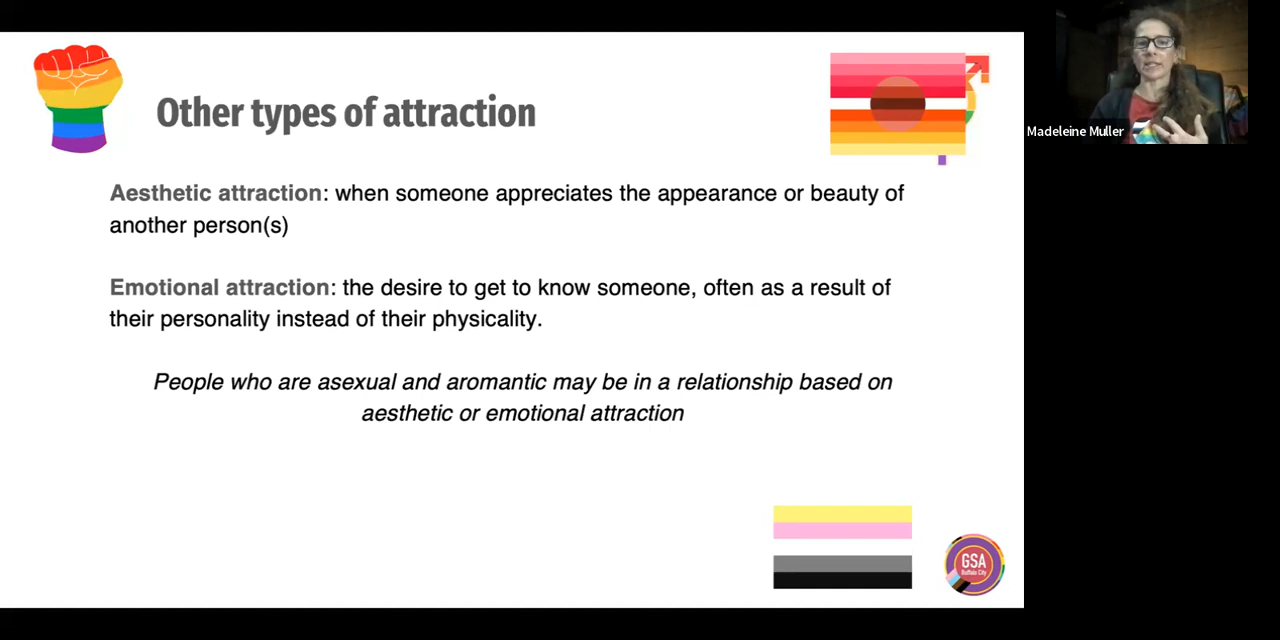 Other types of attraction
Madeleine Muller
Aesthetic attraction: when someone appreciates the appearance or beauty of
another person(s)
Emotional attraction: the desire to get to know someone, often as a result of
their personality instead of their physicality.
People who are asexual and aromantic may be in a relationship based on
aesthetic or emotional attraction
GSA
Buffalo City